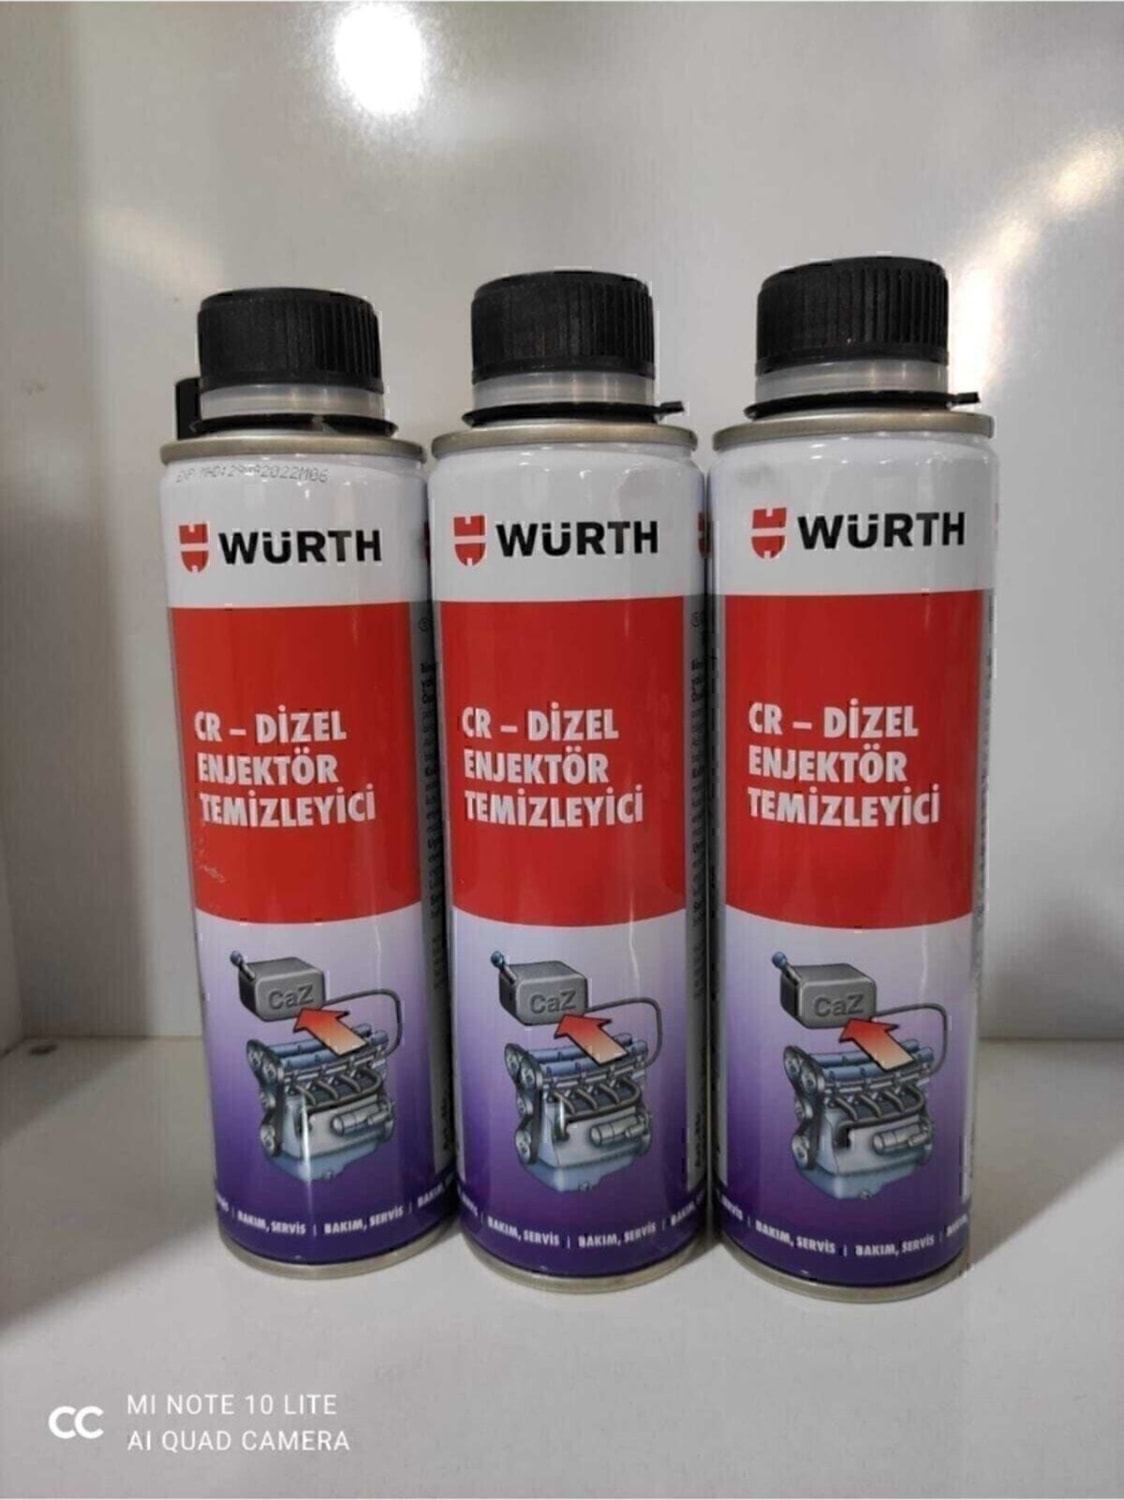 WÜRTH
CR – DİZEL
ENJEKTÖR
TEMİZLEYİCİ
CaZ
BAKIM, SERVİS | BAKIM, SERVİS
WÜRTH
CR – DİZEL
ENJEKTÖR
TEMİZLEYİCİ
CaZ
BAKIM, SERVİS | BAKIM, SERVİS
WÜRTH
CR – DİZEL
ENJEKTÖR
TEMİZLEYİCİ
CaZ
BAKIM, SERVİS | BAKIM, SERVİS
MI NOTE 10 LITE
AI QUAD CAMERA